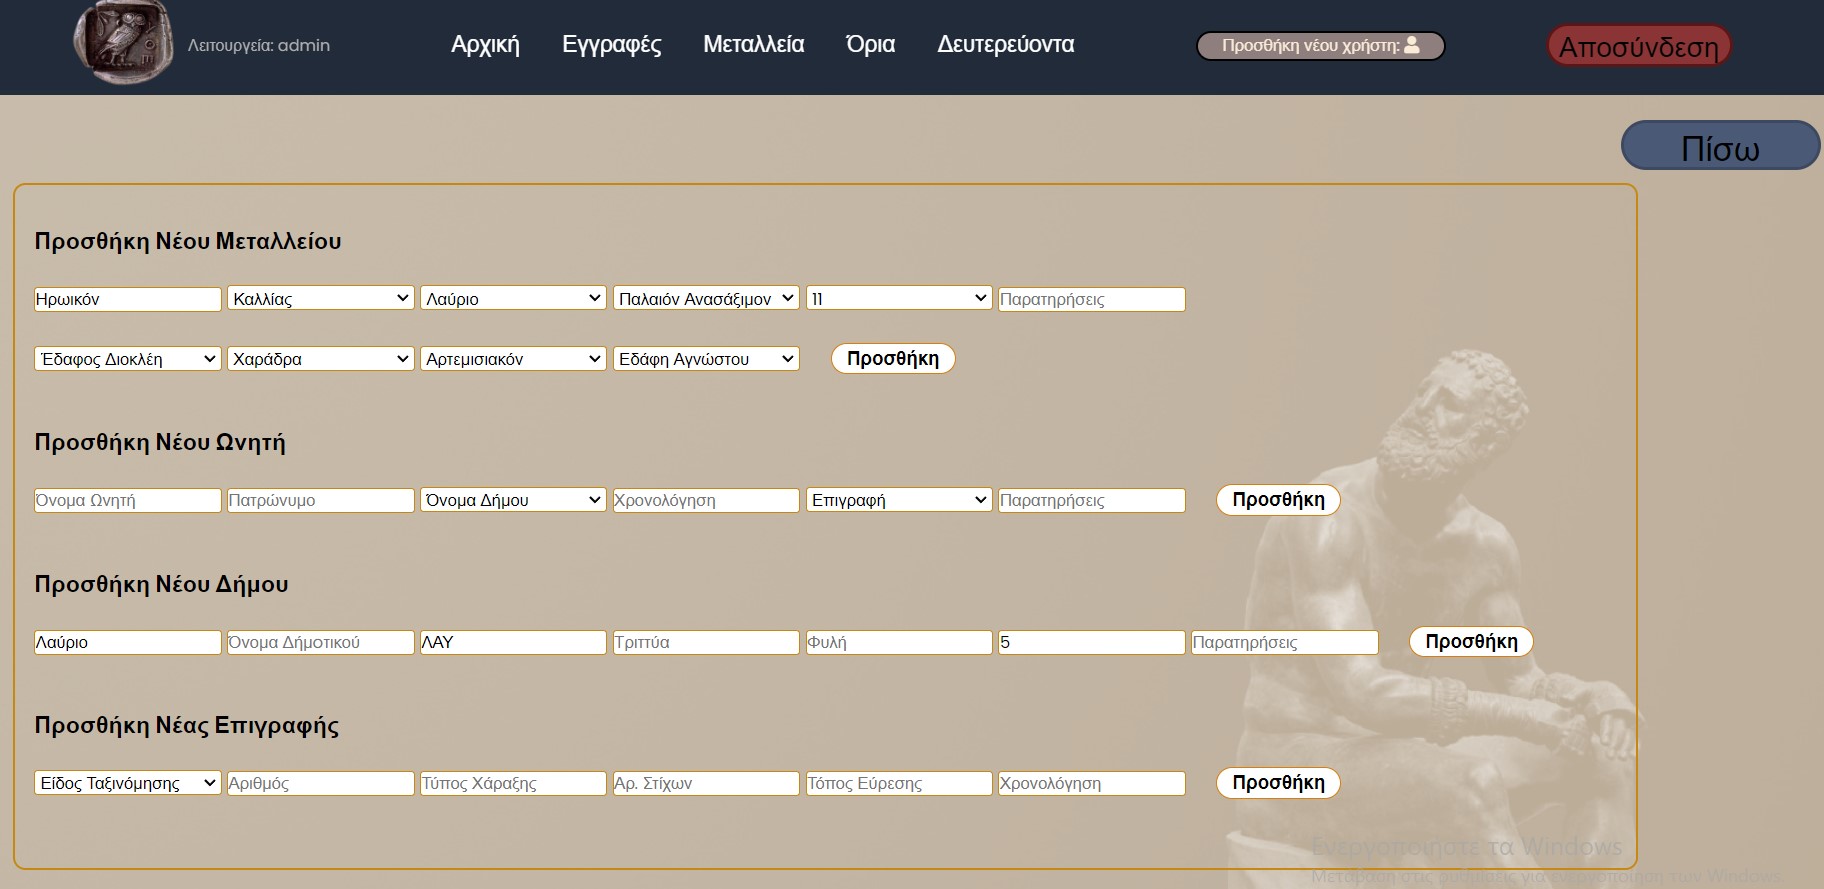 Λειτουργεία: admin Αρχική Εγγραφές Μεταλλεία Όρια Δευτερεύοντα Προσθήκη νέου χρήστη: Αποσύνδεση
Πίσω
Προσθήκη Νέου Μεταλλείου
Ηρωικόν Καλλίας Λαύριο Παλαιόν Ανασάξιμον 11 Παρατηρήσεις
Έδαφος Διοκλέη Χαράδρα Αρτεμισιακόν Εδάφη Αγνώστου Προσθήκη
Προσθήκη Νέου Ωνητή
Όνομα Ωνητή Πατρώνυμο Όνομα Δήμου Χρονολόγηση Επιγραφή Παρατηρήσεις Προσθήκη
Προσθήκη Νέου Δήμου
Λαύριο Όνομα Δήμοτικού ΛΑΥ Τριττύα Φυλή 5 Παρατηρήσεις Προσθήκη
Προσθήκη Νέας Επιγραφής
Είδος Ταξινόμησης Αριθμός Τύπος Χάραξης Αρ. Στίχων Τόπος Εύρεσης Χρονολόγηση Προσθήκη
Ενεργοποιήστε τα Windows
Μετάβαση στις ρυθμίσεις για ενεργοποίηση των Windows.